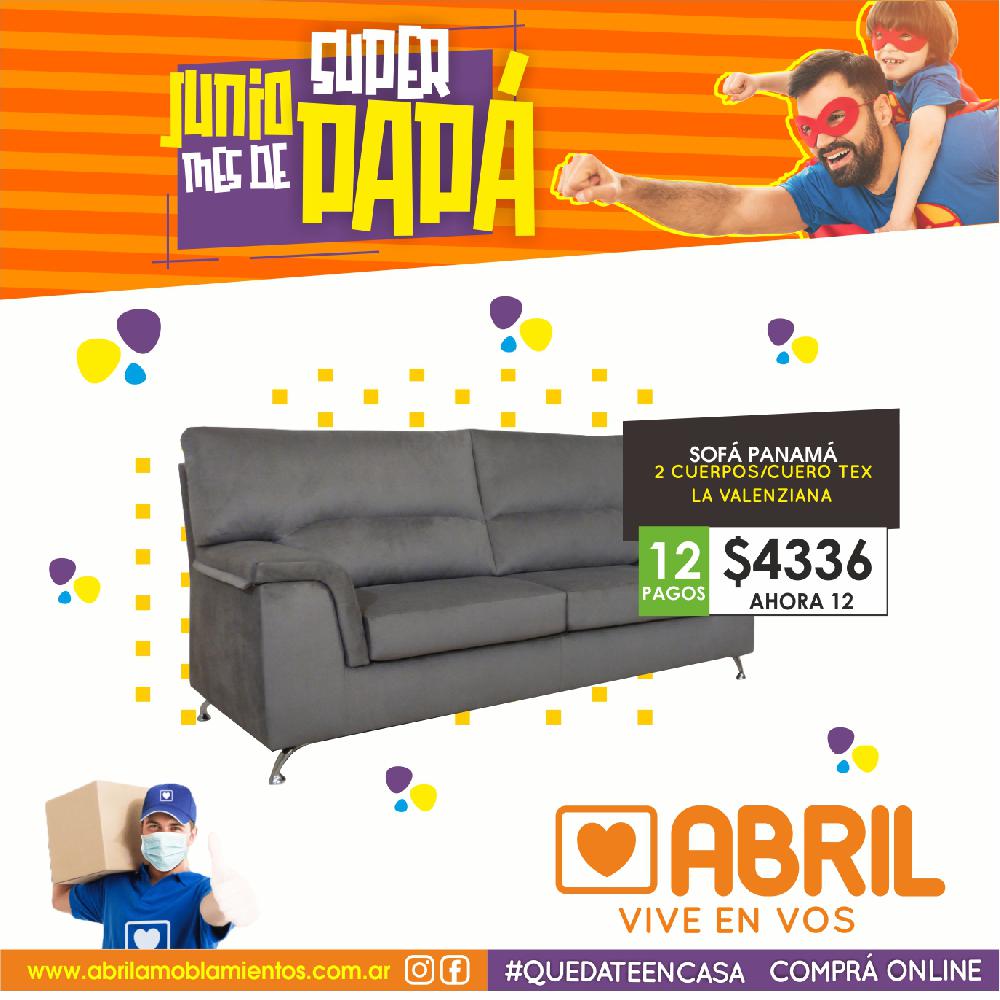 JUNIO
MES DE
SUPER
PAPÁ
SOFÁ PANAMÁ
2 CUERPOS/CUERO TEX
LA VALENZIANA
12
PAGOS
$4336
AHORA 12
ABRIL
VIVE EN VOS
www.abrilamoblamientos.com.ar #QUEDATEENCASA COMPRÁ ONLINE